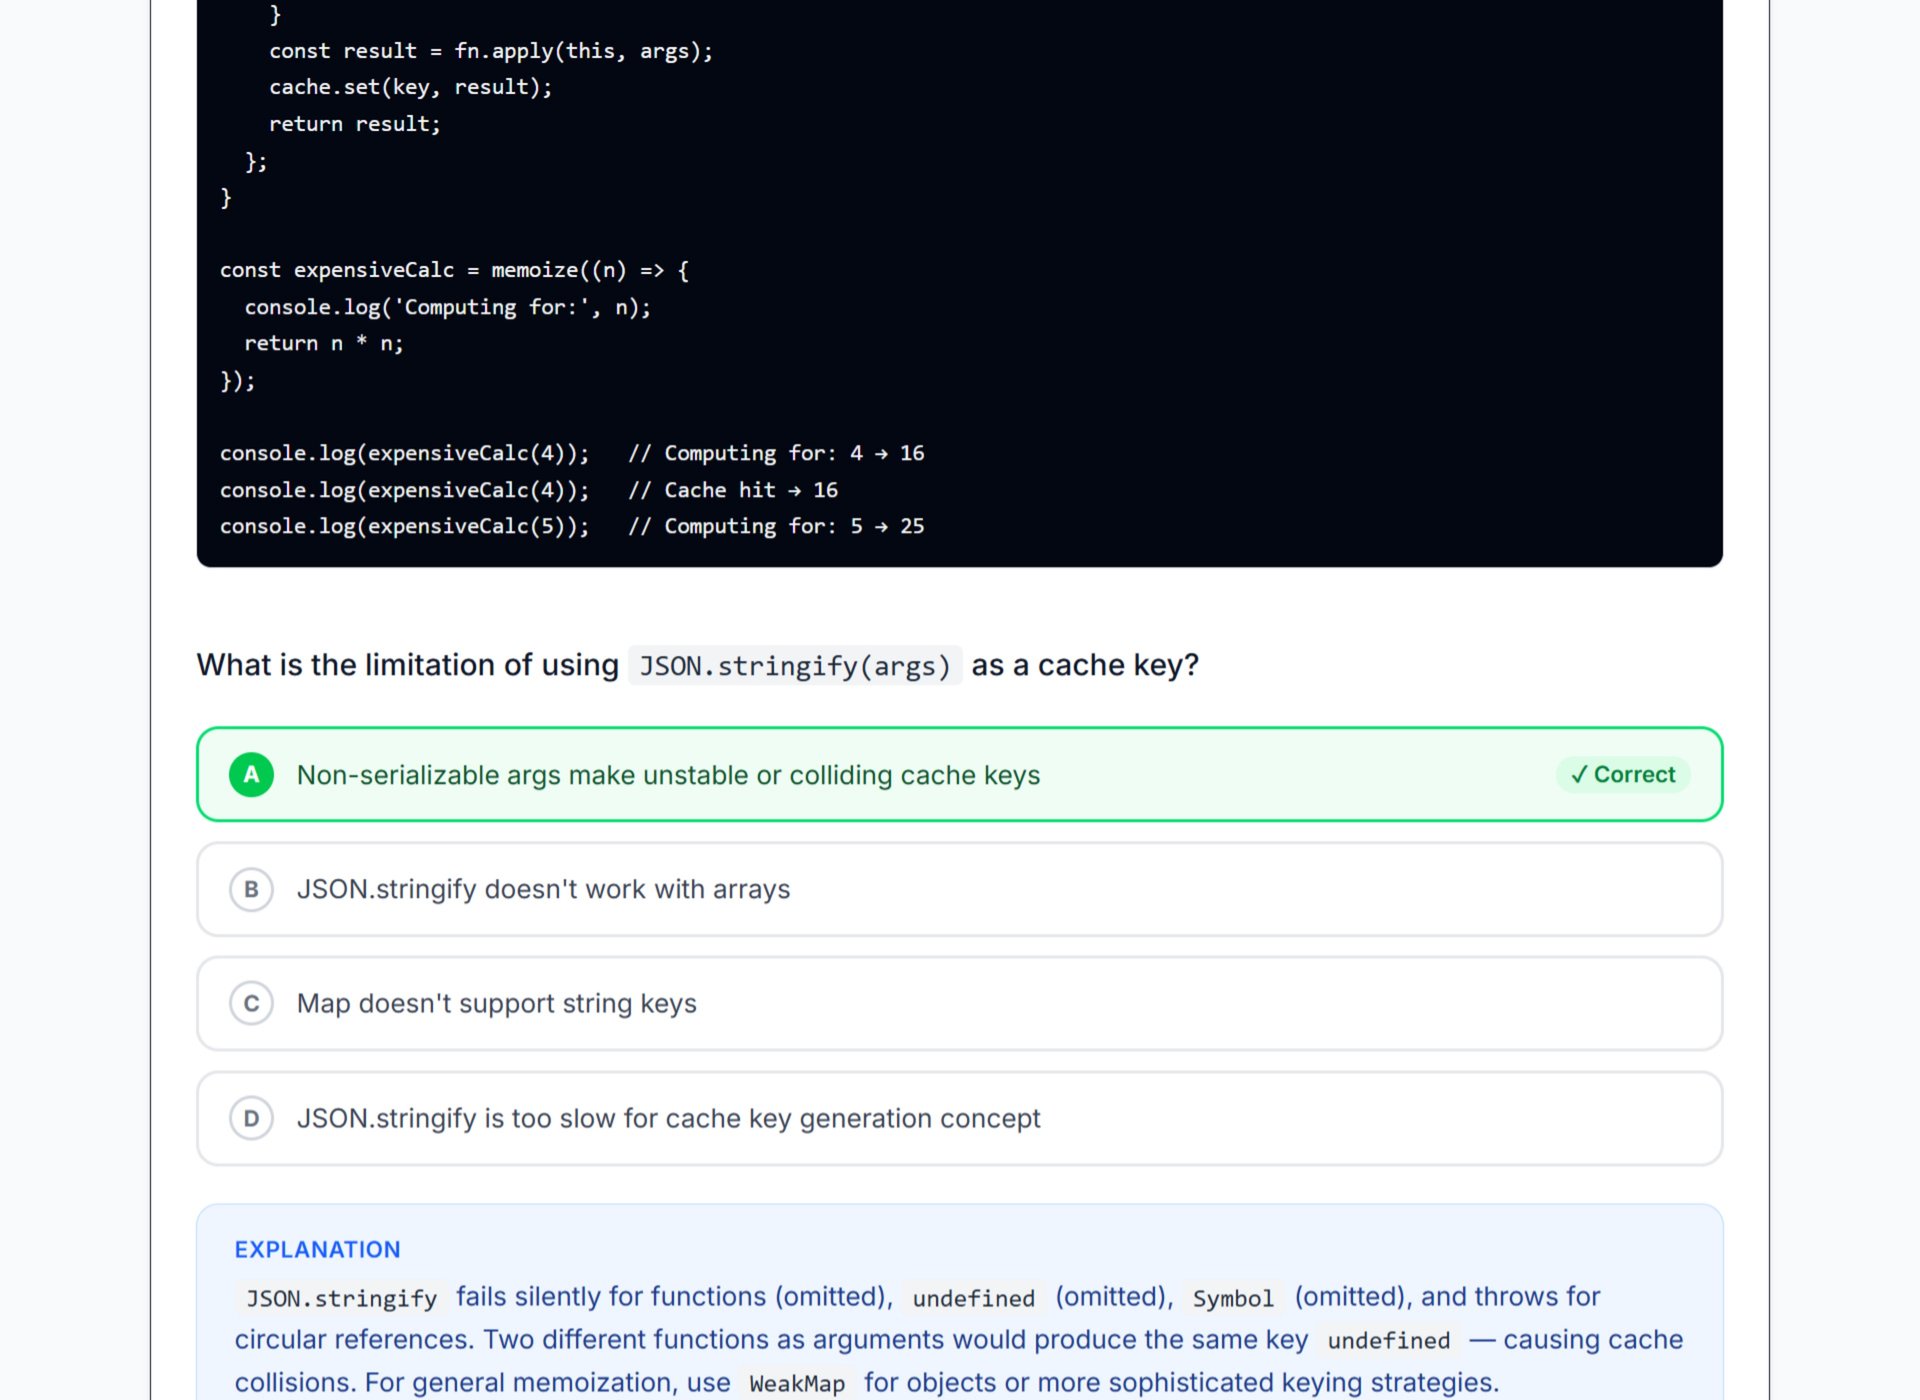 }
    const result = fn.apply(this, args);
    cache.set(key, result);
    return result;
  };
}

const expensiveCalc = memoize((n) => {
  console.log('Computing for:', n);
  return n * n;
});

console.log(expensiveCalc(4));   // Computing for: 4 → 16
console.log(expensiveCalc(4));   // Cache hit → 16
console.log(expensiveCalc(5));   // Computing for: 5 → 25

What is the limitation of using JSON.stringify(args) as a cache key?
A Non-serializable args make unstable or colliding cache keys ✓ Correct
B JSON.stringify doesn't work with arrays
C Map doesn't support string keys
D JSON.stringify is too slow for cache key generation concept
EXPLANATION
JSON.stringify fails silently for functions (omitted), undefined (omitted), Symbol (omitted), and throws for
circular references. Two different functions as arguments would produce the same key undefined — causing cache
collisions. For general memoization, use WeakMap for objects or more sophisticated keying strategies.